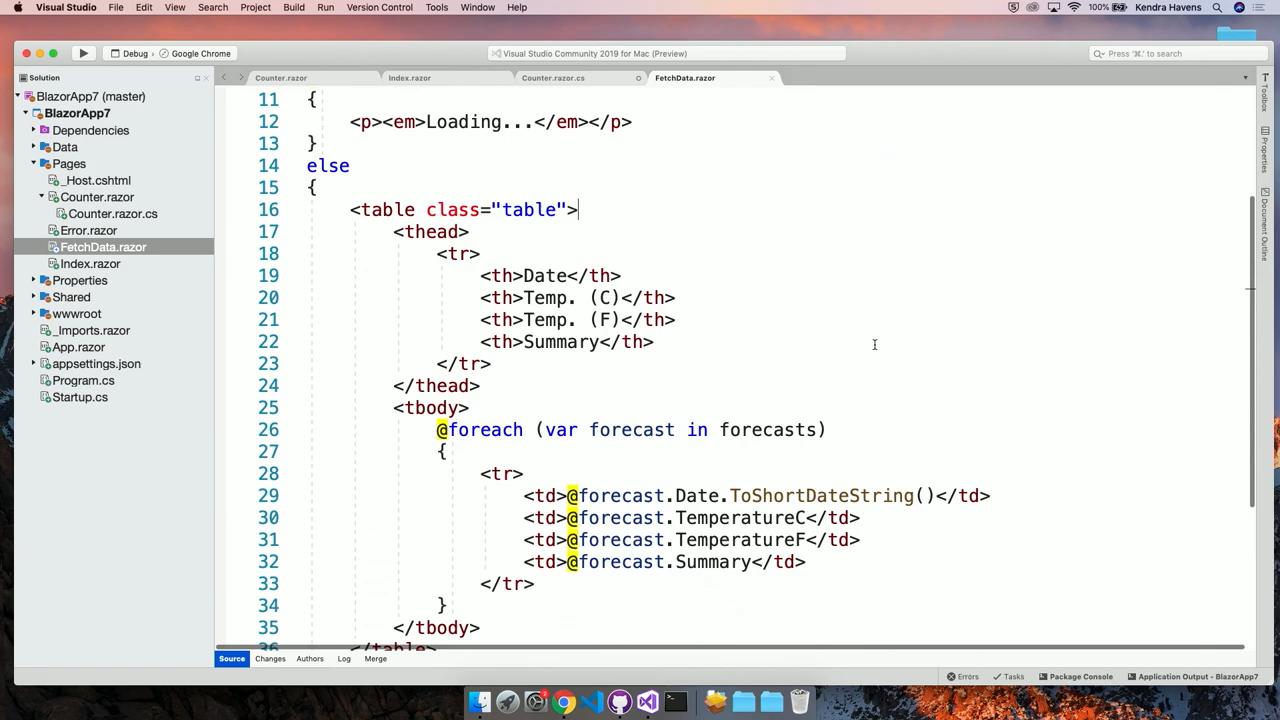 Visual Studio File Edit View Search Project Build Run Version Control Tools Window Help 100% Kendra Havens
Debug Google Chrome Visual Studio Community 2019 for Mac (Preview) Press '⌘.' to search
Solution Counter.razor Index.razor Counter.razor.cs FetchData.razor
BlazorApp7 (master)
BlazorApp7
Dependencies
Data
Pages
_Host.cshtml
Counter.razor
Counter.razor.cs
Error.razor
FetchData.razor
Index.razor
Properties
Shared
wwwroot
_Imports.razor
App.razor
appsettings.json
Program.cs
Startup.cs
11 {
12 <p><em>Loading...</em></p>
13 }
14 else
15 {
16 <table class="table">
17 <thead>
18 <tr>
19 <th>Date</th>
20 <th>Temp. (C)</th>
21 <th>Temp. (F)</th>
22 <th>Summary</th>
23 </tr>
24 </thead>
25 <tbody>
26 @foreach (var forecast in forecasts)
27 {
28 <tr>
29 <td>@forecast.Date.ToShortDateString()</td>
30 <td>@forecast.TemperatureC</td>
31 <td>@forecast.TemperatureF</td>
32 <td>@forecast.Summary</td>
33 </tr>
34 }
35 </tbody>
36 </table>
Toolbox
Properties
Document Outline
Source Changes Authors Log Merge
Errors Tasks Package Console Application Output - BlazorApp7